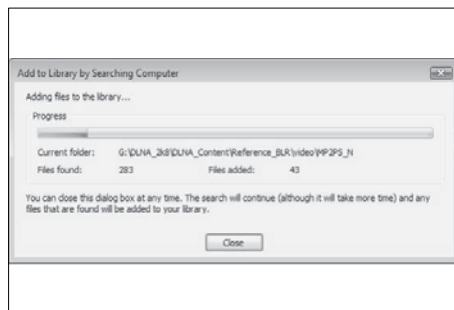 Add to Library by Searching Computer
Adding files to the library...
Progress
Current folder: G:\DLNA_2k8\DLNA_Content\Reference_BLR\video\MP2PS_N
Files found: 283 Files added: 43
You can close this dialog box at any time. The search will continue (although it will take more time) and any
files that are found will be added to your library.
Close